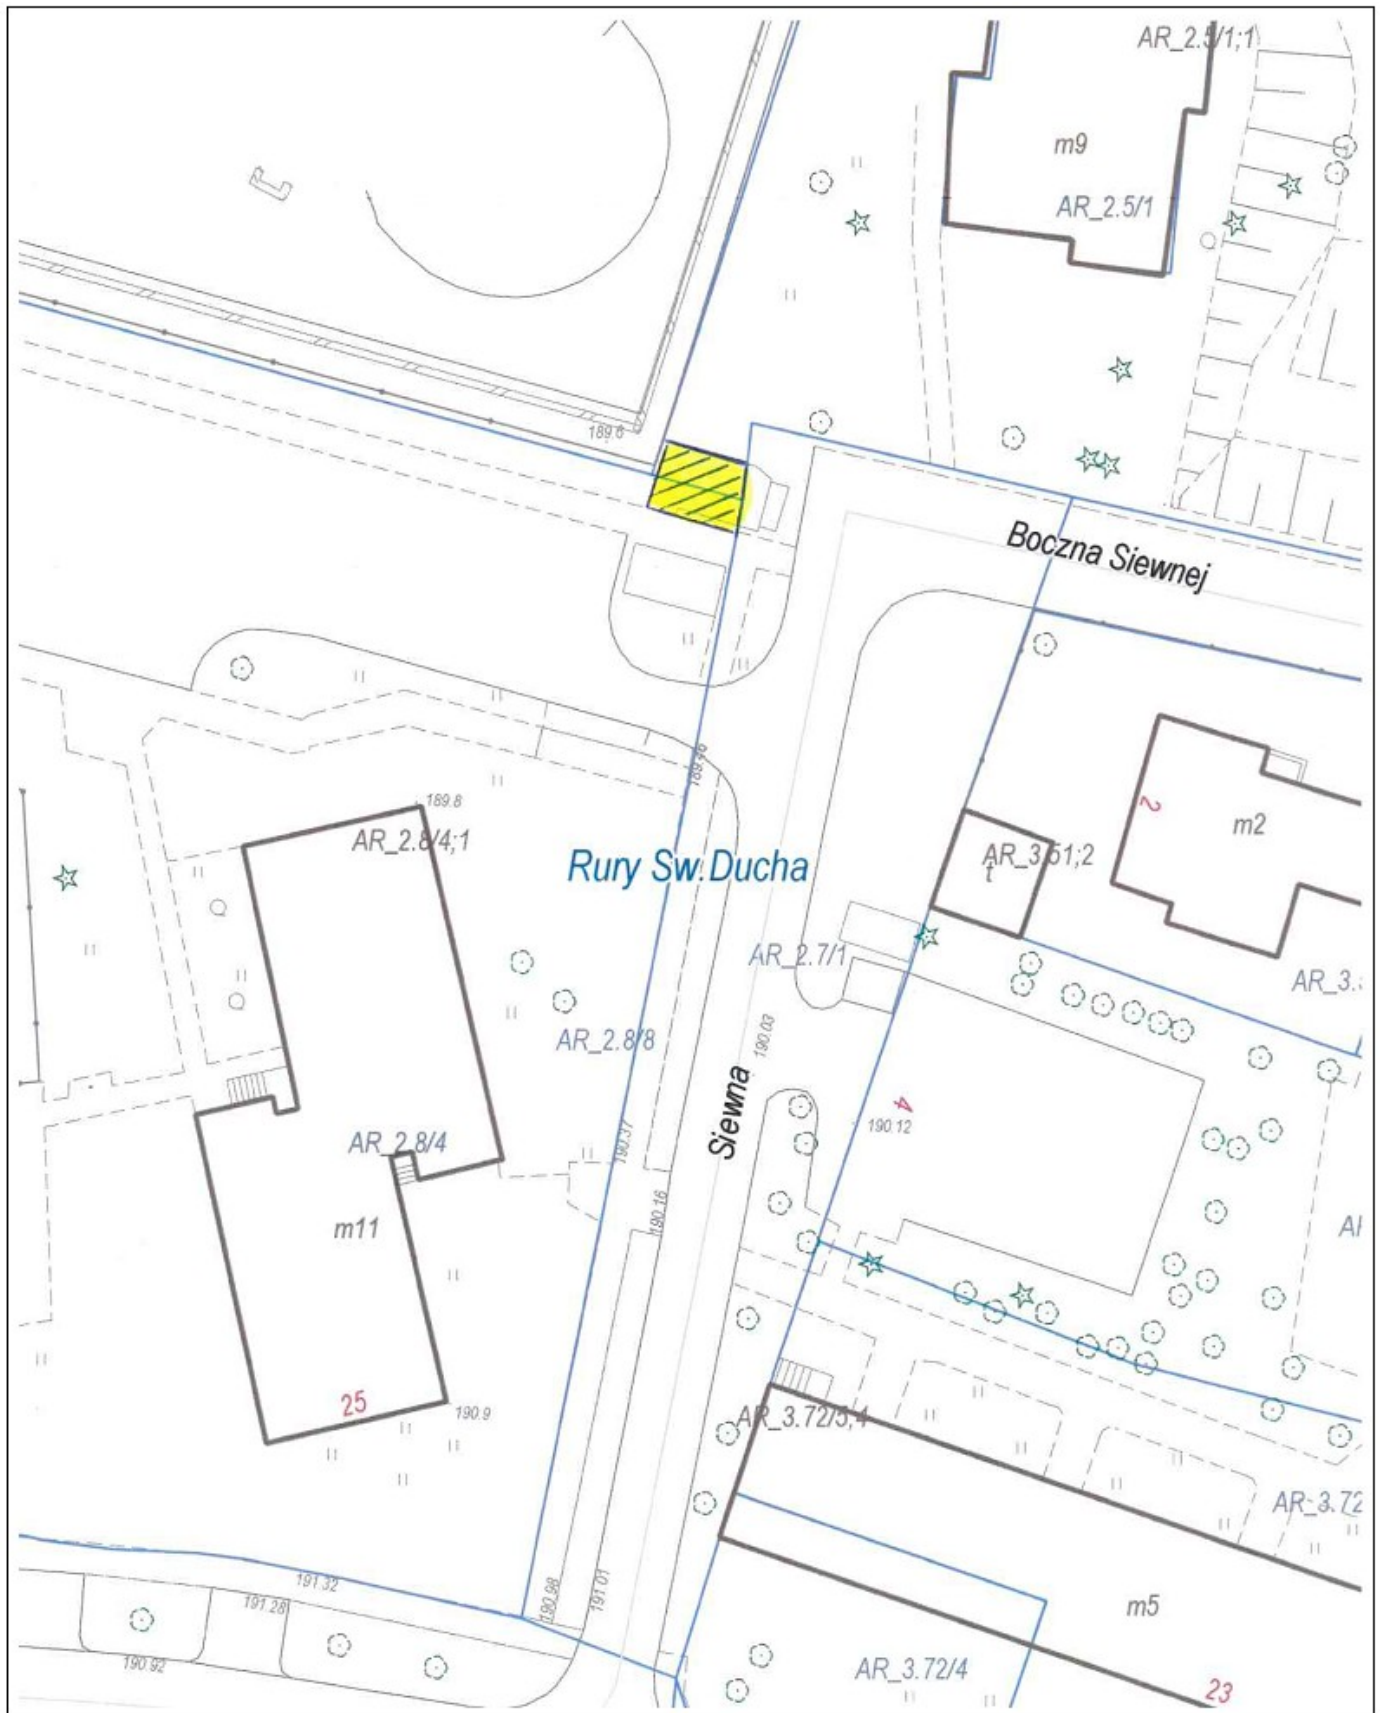 AR_2.5/1;1
m9
AR_2.5/1
189.6
Boczna Siewnej
2
m2
189.8
AR_2.8/4;1
Rury Sw.Ducha
AR_3.51;2
t
AR_2.7/1
AR_3.
190.03
AR_2.8/8
Siewna
4
190.12
190.37
AR_2.8/4
190.16
m11
25
190.9
AR_3.72/5;4
AR_3.72
191.32
191.28
190.98
191.01
m5
190.92
AR_3.72/4
23